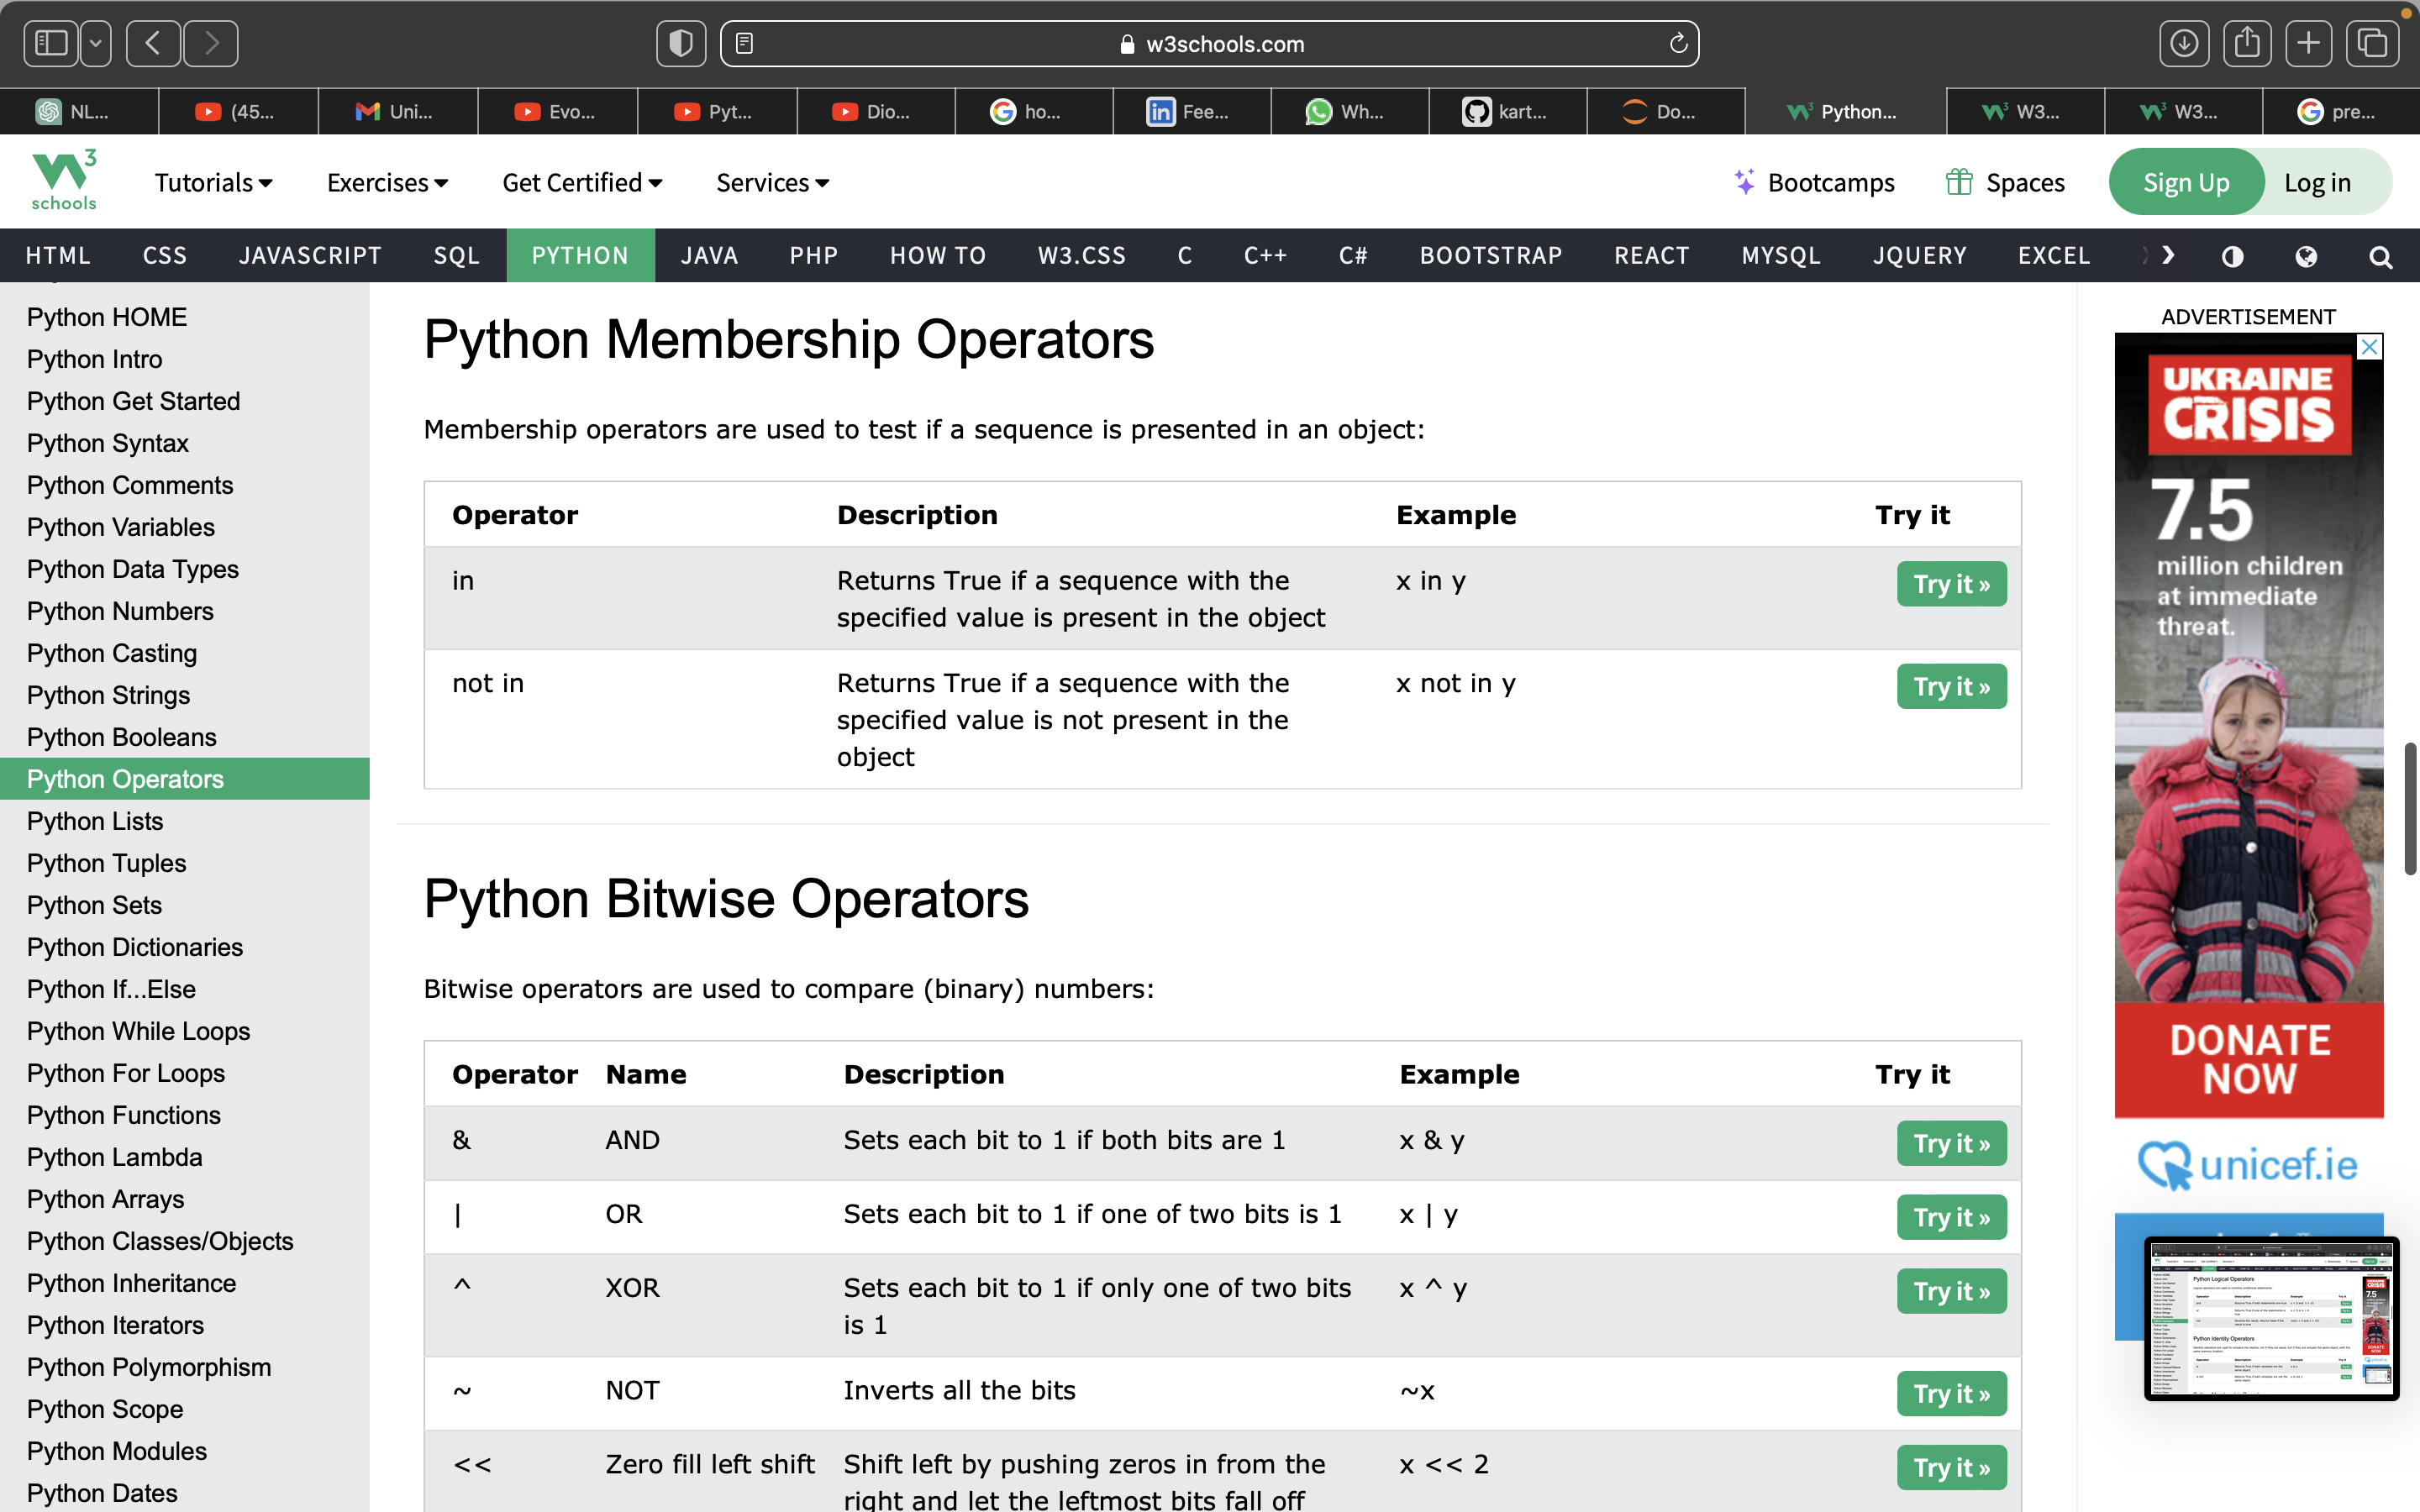 w3schools.com
NL...
(45...
Uni...
Evo...
Pyt...
Dio...
ho...
Fee...
Wh...
kart...
Do...
Python...
W3...
W3...
pre...
3
schools
Tutorials
Exercises
Get Certified
Services
Bootcamps
Spaces
Sign Up
Log in
HTML
CSS
JAVASCRIPT
SQL
PYTHON
JAVA
PHP
HOW TO
W3.CSS
C
C++
C#
BOOTSTRAP
REACT
MYSQL
JQUERY
EXCEL
Python HOME
Python Intro
Python Get Started
Python Syntax
Python Comments
Python Variables
Python Data Types
Python Numbers
Python Casting
Python Strings
Python Booleans
Python Operators
Python Lists
Python Tuples
Python Sets
Python Dictionaries
Python If...Else
Python While Loops
Python For Loops
Python Functions
Python Lambda
Python Arrays
Python Classes/Objects
Python Inheritance
Python Iterators
Python Polymorphism
Python Scope
Python Modules
Python Dates
Python Membership Operators
Membership operators are used to test if a sequence is presented in an object:
Operator Description Example Try it
in Returns True if a sequence with the x in y Try it »
specified value is present in the object
not in Returns True if a sequence with the x not in y Try it »
specified value is not present in the
object
Python Bitwise Operators
Bitwise operators are used to compare (binary) numbers:
Operator Name Description Example Try it
& AND Sets each bit to 1 if both bits are 1 x & y Try it »
| OR Sets each bit to 1 if one of two bits is 1 x | y Try it »
^ XOR Sets each bit to 1 if only one of two bits x ^ y Try it »
is 1
~ NOT Inverts all the bits ~x Try it »
<< Zero fill left shift Shift left by pushing zeros in from the x << 2 Try it »
right and let the leftmost bits fall off
ADVERTISEMENT
UKRAINE
CRISIS
7.5
million children
at immediate
threat.
DONATE
NOW
unicef.ie
Python Logical Operators
Python Identity Operators